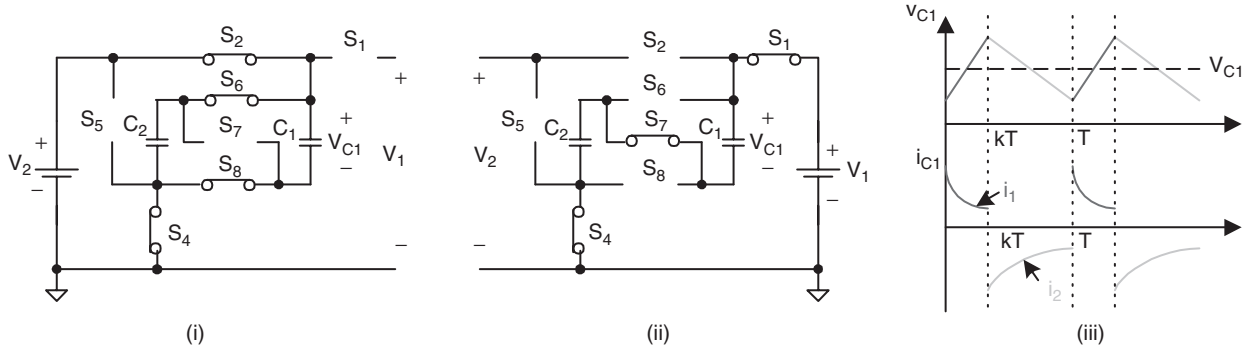 S2
S1
+
+
S6
S5
C2
S7
C1
+
VC1
−
+
V2
−
V1
S8
S4
−
(i)
S2
S1
+
S6
S5
C2
S7
C1
+
VC1
−
+
V1
−
V2
S8
S4
−
(ii)
vC1
VC1
kT
T
iC1
i1
kT
T
i2
(iii)